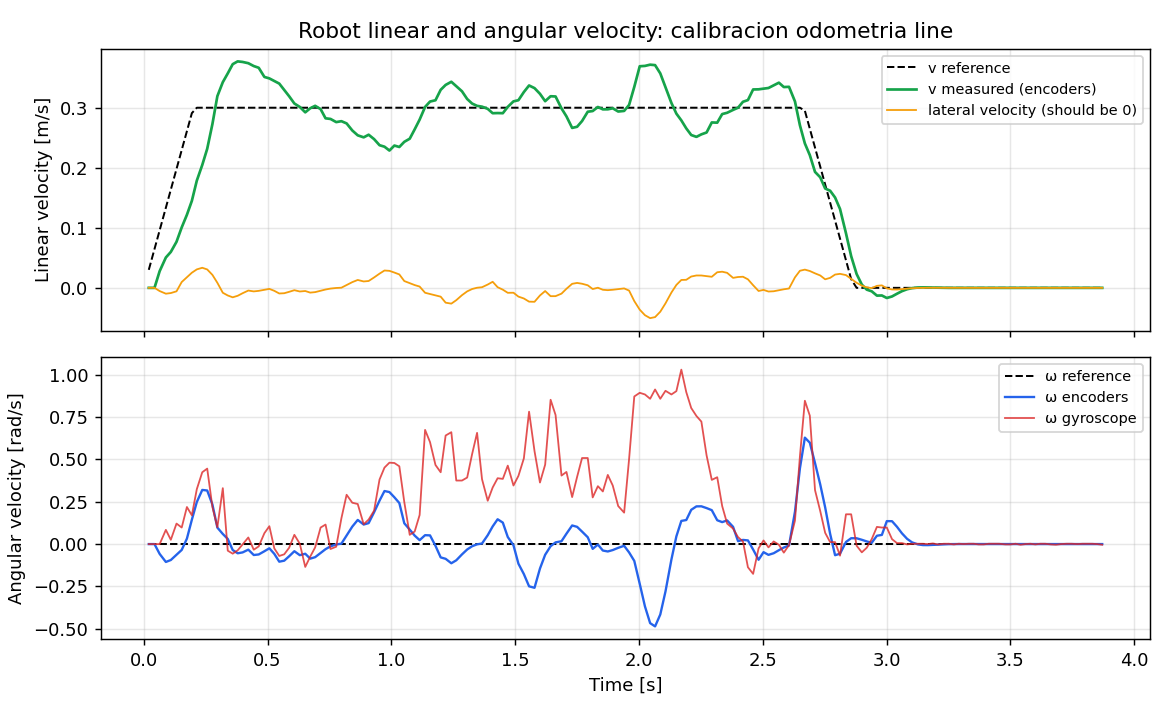 Robot linear and angular velocity: calibracion odometria line
Linear velocity [m/s]
0.3
0.2
0.1
0.0
v reference
v measured (encoders)
lateral velocity (should be 0)
Angular velocity [rad/s]
1.00
0.75
0.50
0.25
0.00
−0.25
−0.50
ω reference
ω encoders
ω gyroscope
0.0 0.5 1.0 1.5 2.0 2.5 3.0 3.5 4.0
Time [s]